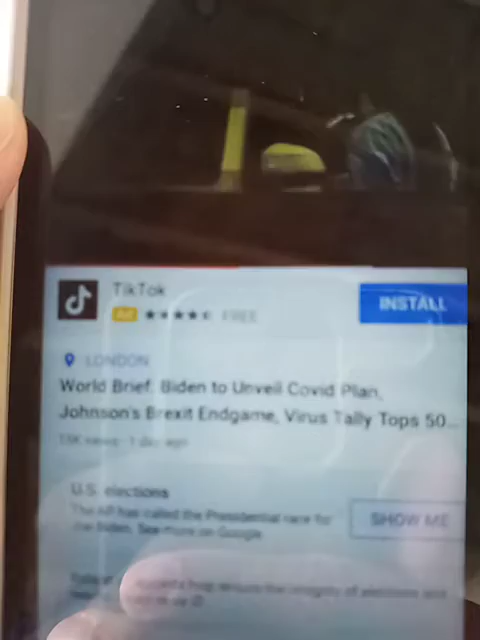 TikTok
Ad FREE
INSTALL
LONDON
World Brief: Biden to Unveil Covid Plan,
Johnson's Brexit Endgame, Virus Tally Tops 50...
views · 1 day ago
U.S. elections
The AP has called the Presidential race for
Joe Biden. See more on Google
SHOW ME